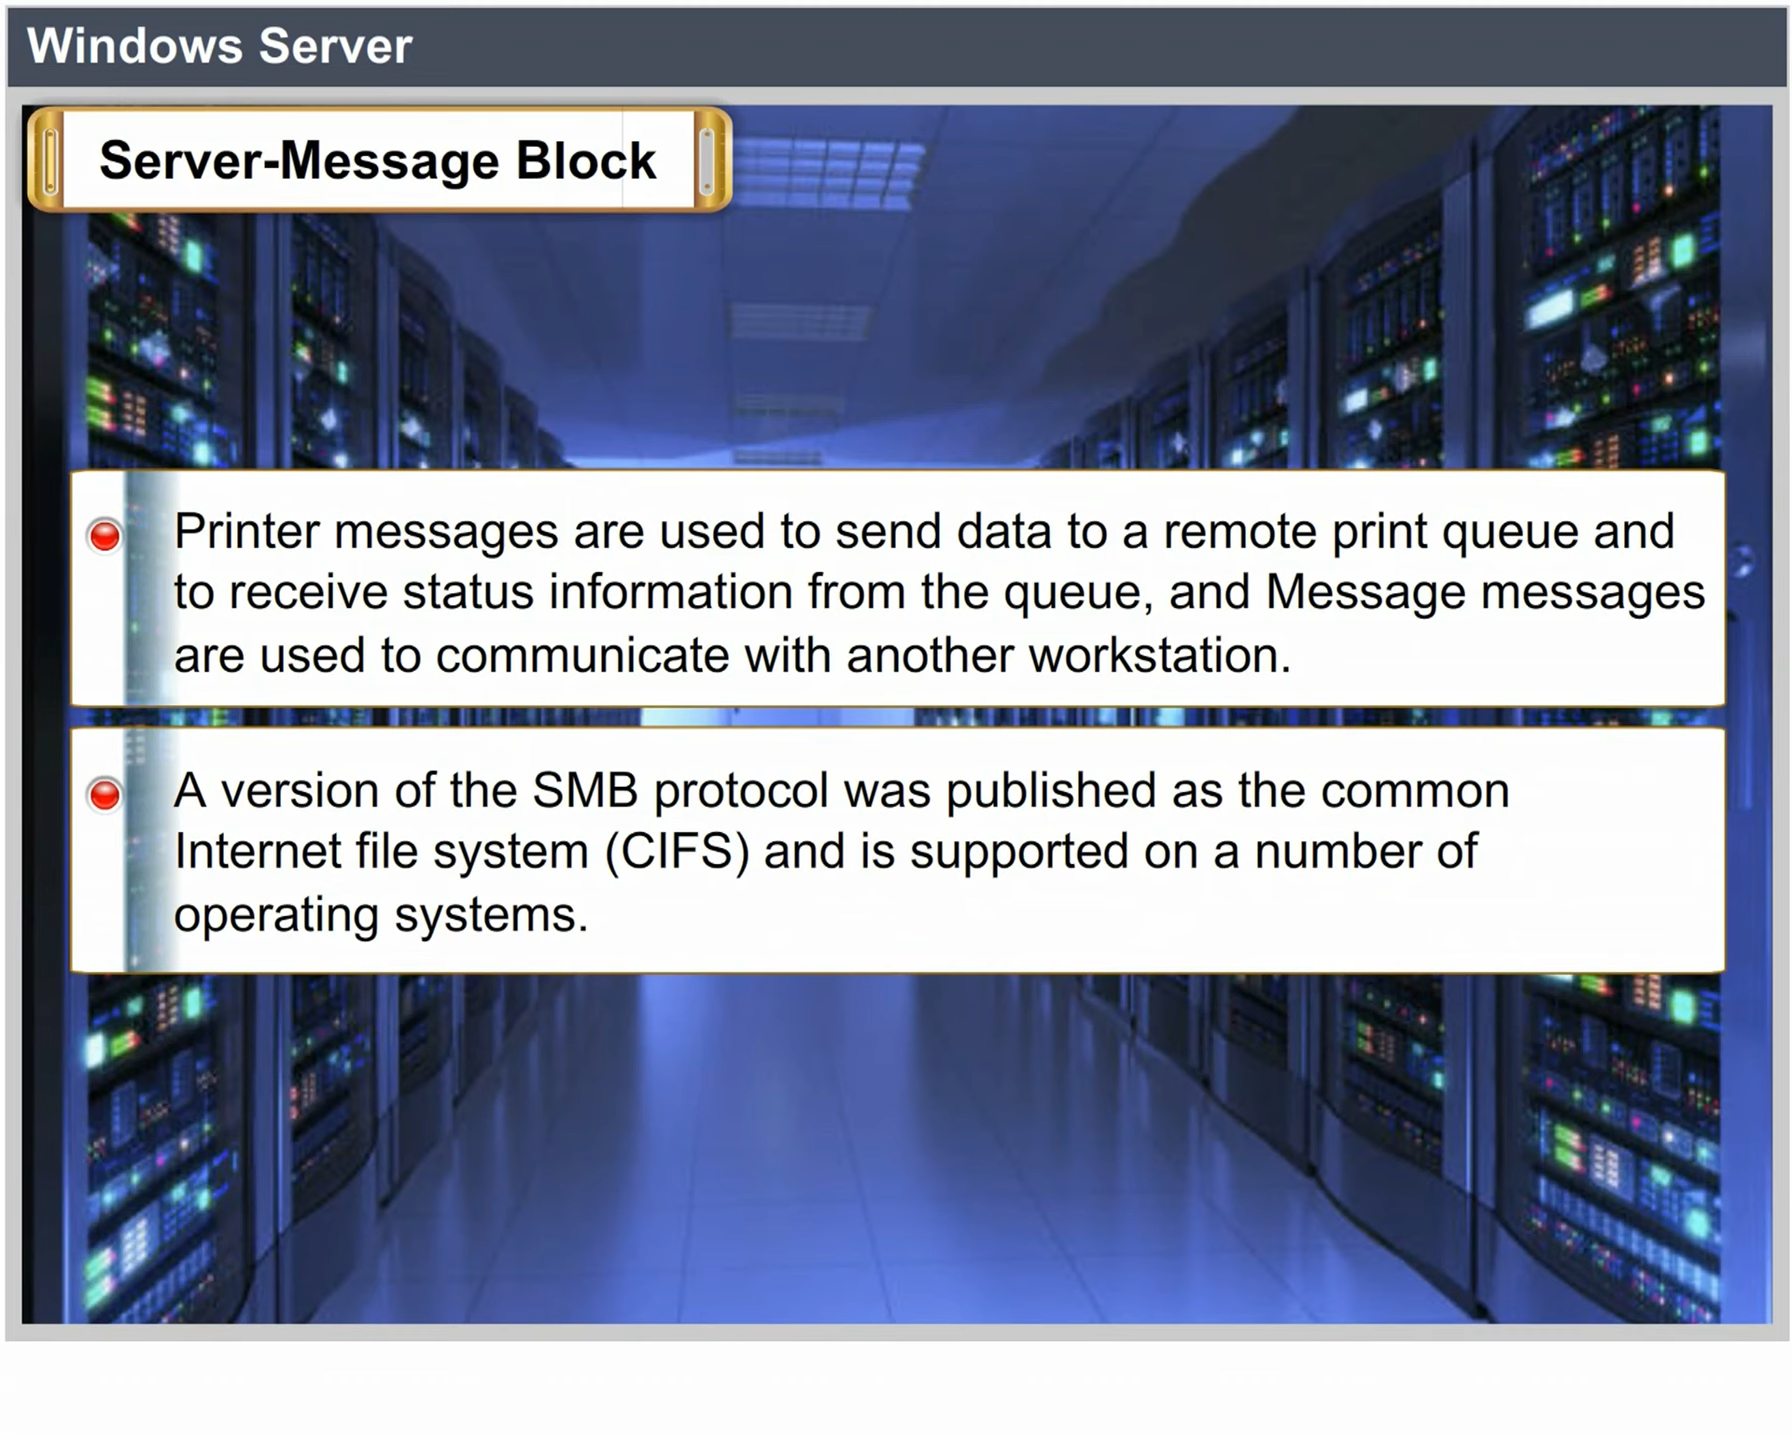 Windows Server
Server-Message Block
Printer messages are used to send data to a remote print queue and
to receive status information from the queue, and Message messages
are used to communicate with another workstation.
A version of the SMB protocol was published as the common
Internet file system (CIFS) and is supported on a number of
operating systems.